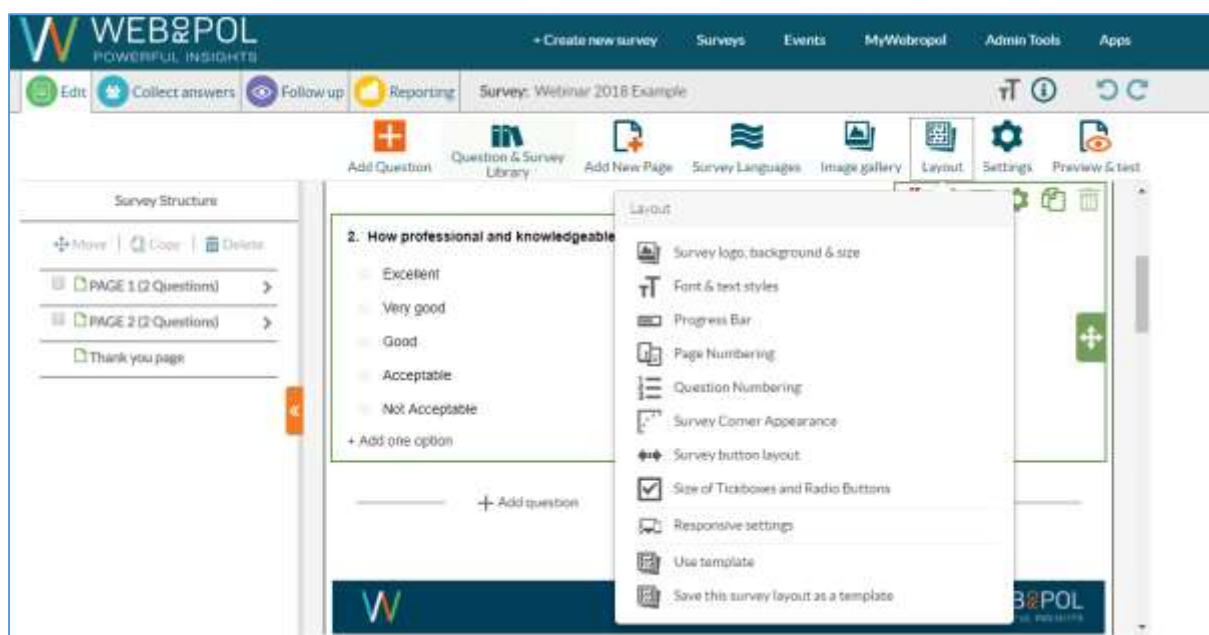 WEBROPOL
POWERFUL INSIGHTS
+ Create new survey Surveys Events MyWebropol Admin Tools Apps
Edit Collect answers Follow up Reporting Survey: Webinar 2018 Example
Add Question Question & Survey Library Add New Page Survey Languages Image gallery Layout Settings Preview & test
Survey Structure
Move | Copy | Delete
PAGE 1 (2 Questions)
PAGE 2 (2 Questions)
Thank you page
2. How professional and knowledgeable
Excellent
Very good
Good
Acceptable
Not Acceptable
+ Add one option
+ Add question
Layout
Survey logo, background & size
Font & text styles
Progress Bar
Page Numbering
Question Numbering
Survey Corner Appearance
Survey button layout
Size of Tickboxes and Radio Buttons
Responsive settings
Use template
Save this survey layout as a template